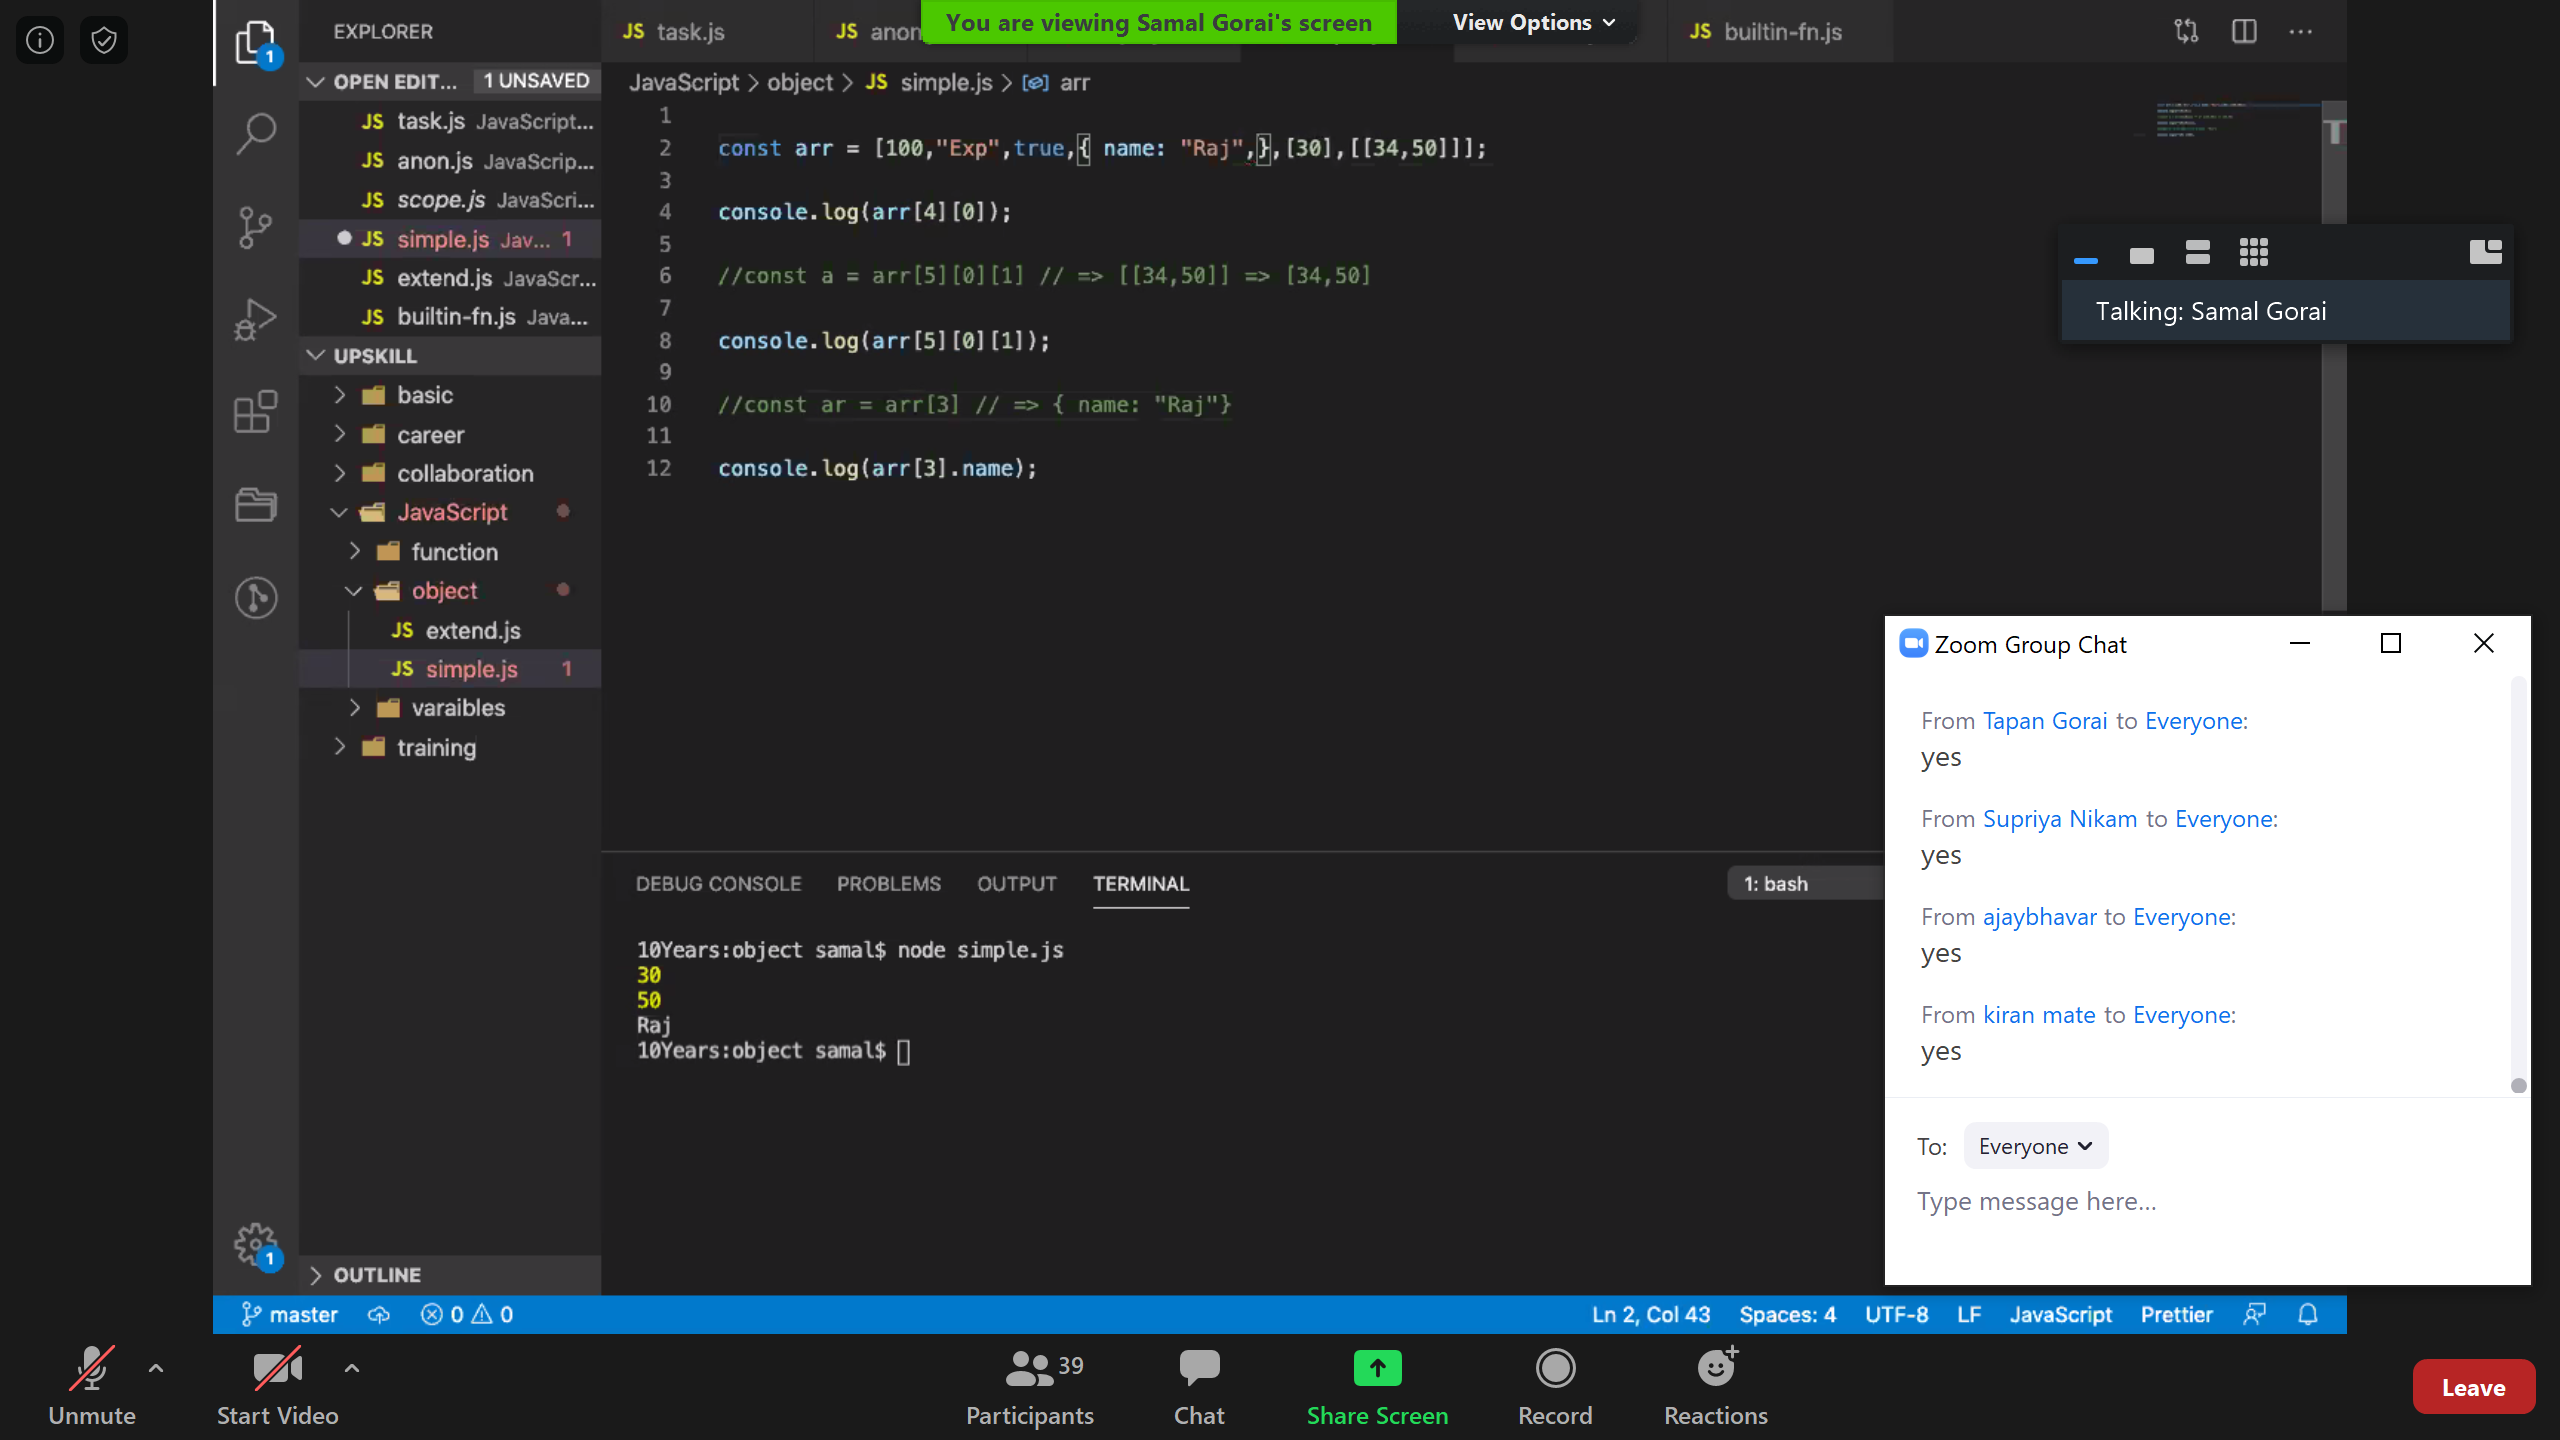 You are viewing Samal Gorai's screen
View Options
EXPLORER
JS task.js
JS anon
JS builtin-fn.js
OPEN EDIT... 1 UNSAVED
JS task.js JavaScript...
JS anon.js JavaScrip...
JS scope.js JavaScri...
JS simple.js Jav... 1
JS extend.js JavaScr...
JS builtin-fn.js Java...
UPSKILL
basic
career
collaboration
JavaScript
function
object
JS extend.js
JS simple.js 1
varaibles
training
OUTLINE
1
1
JavaScript > object > JS simple.js > arr
1
2 const arr = [100,"Exp",true,{ name: "Raj",},[30],[[34,50]]];
3
4 console.log(arr[4][0]);
5
6 //const a = arr[5][0][1] // => [[34,50]] => [34,50]
7
8 console.log(arr[5][0][1]);
9
10 //const ar = arr[3] // => { name: "Raj"}
11
12 console.log(arr[3].name);
Talking: Samal Gorai
DEBUG CONSOLE PROBLEMS OUTPUT TERMINAL 1: bash
10Years:object samal$ node simple.js
30
50
Raj
10Years:object samal$
Zoom Group Chat
From Tapan Gorai to Everyone:
yes
From Supriya Nikam to Everyone:
yes
From ajaybhavar to Everyone:
yes
From kiran mate to Everyone:
yes
To: Everyone
Type message here...
master 0 0 Ln 2, Col 43 Spaces: 4 UTF-8 LF JavaScript Prettier
Unmute
Start Video
39
Participants
Chat
Share Screen
Record
Reactions
Leave